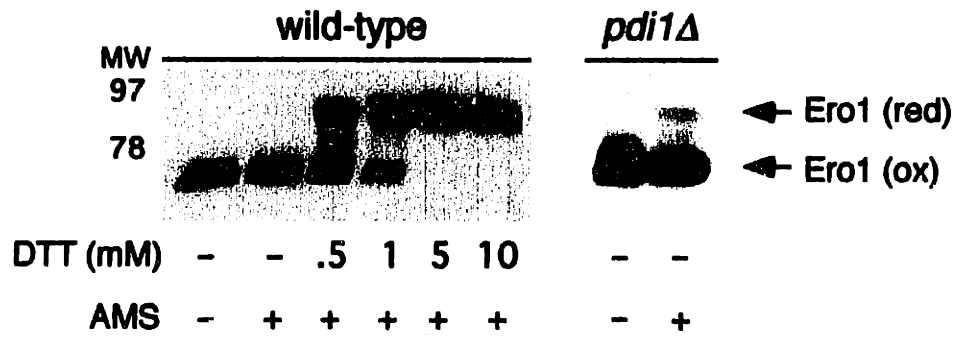 wild-type pdi1Δ
MW
97
Ero1 (red)
78
Ero1 (ox)
DTT (mM) - - .5 1 5 10 - -
AMS - + + + + + - +